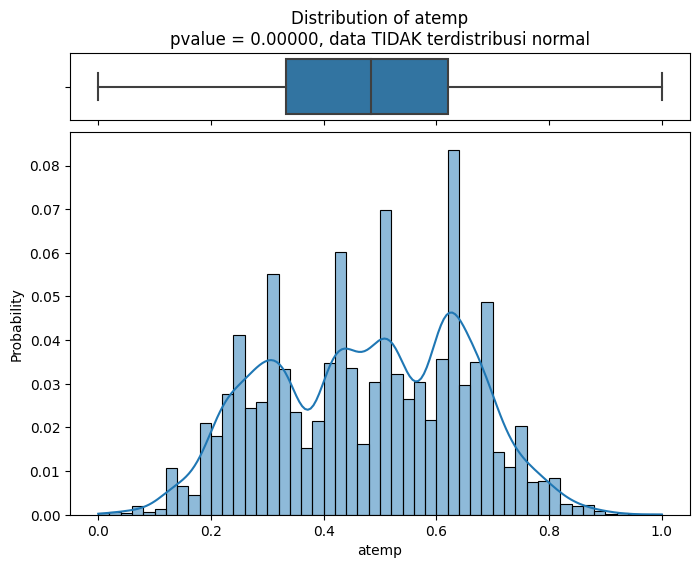 Distribution of atemp
pvalue = 0.00000, data TIDAK terdistribusi normal
0.08
0.07
0.06
0.05
0.04
0.03
0.02
0.01
0.00
Probability
0.0 0.2 0.4 0.6 0.8 1.0
atemp